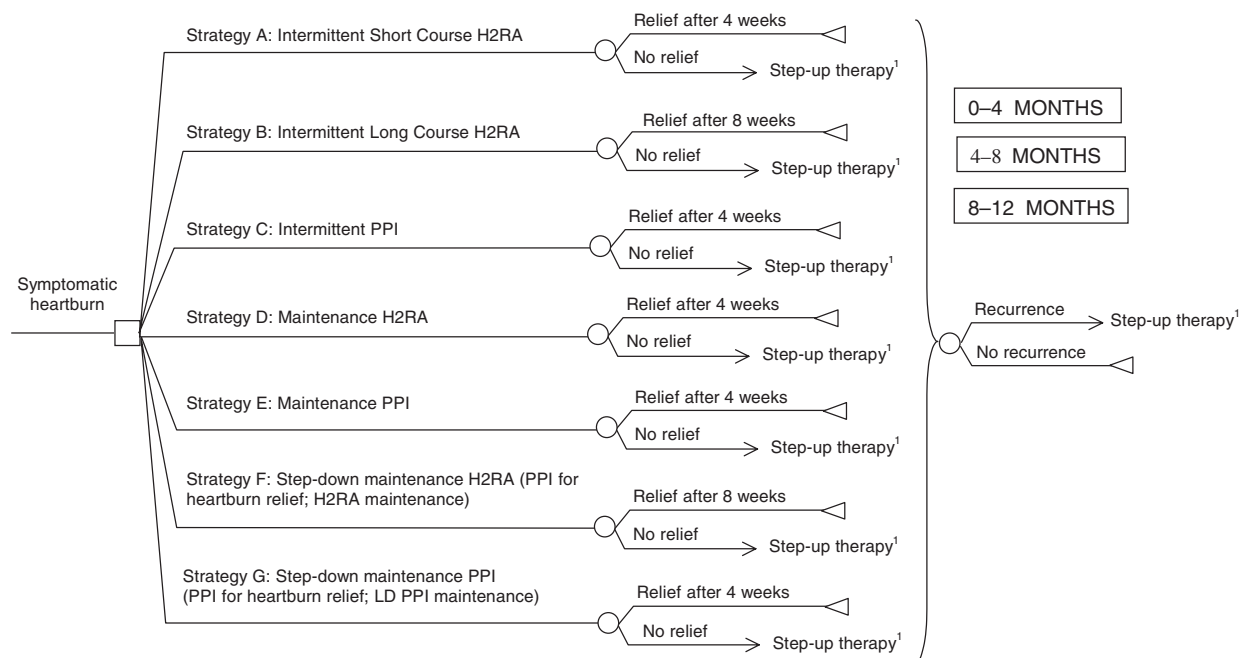 Symptomatic
heartburn
Strategy A: Intermittent Short Course H2RA
Relief after 4 weeks
No relief
Step-up therapy¹
Strategy B: Intermittent Long Course H2RA
Relief after 8 weeks
No relief
Step-up therapy¹
Strategy C: Intermittent PPI
Relief after 4 weeks
No relief
Step-up therapy¹
Strategy D: Maintenance H2RA
Relief after 4 weeks
No relief
Step-up therapy¹
Strategy E: Maintenance PPI
Relief after 4 weeks
No relief
Step-up therapy¹
Strategy F: Step-down maintenance H2RA (PPI for
heartburn relief; H2RA maintenance)
Relief after 8 weeks
No relief
Step-up therapy¹
Strategy G: Step-down maintenance PPI
(PPI for heartburn relief; LD PPI maintenance)
Relief after 4 weeks
No relief
Step-up therapy¹
0–4 MONTHS
4–8 MONTHS
8–12 MONTHS
Recurrence
Step-up therapy¹
No recurrence